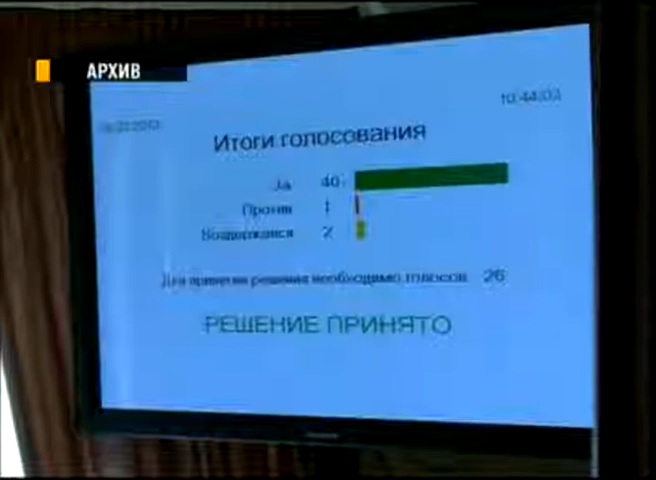 АРХИВ
10:44:03
Итоги голосования
За 40
Против 1
Воздержался 2
Для принятия решения необходимо голосов 26
РЕШЕНИЕ ПРИНЯТО